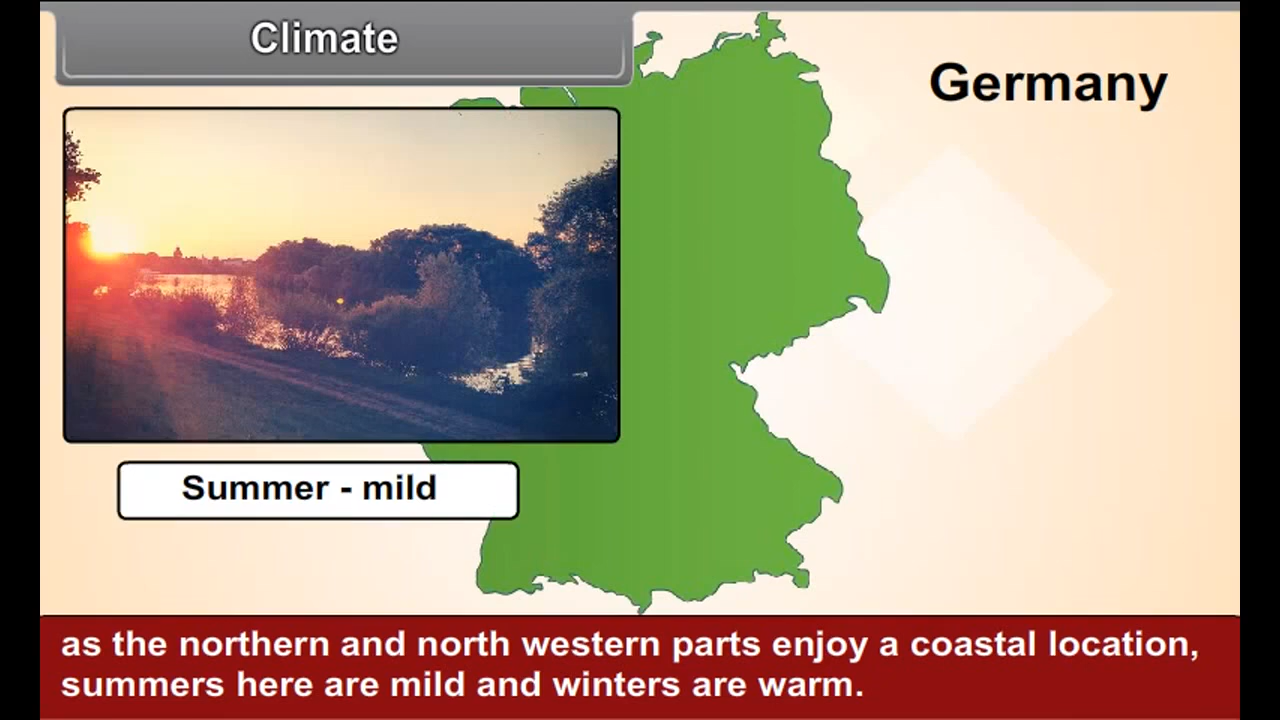 Climate
Germany
Summer - mild
as the northern and north western parts enjoy a coastal location,
summers here are mild and winters are warm.